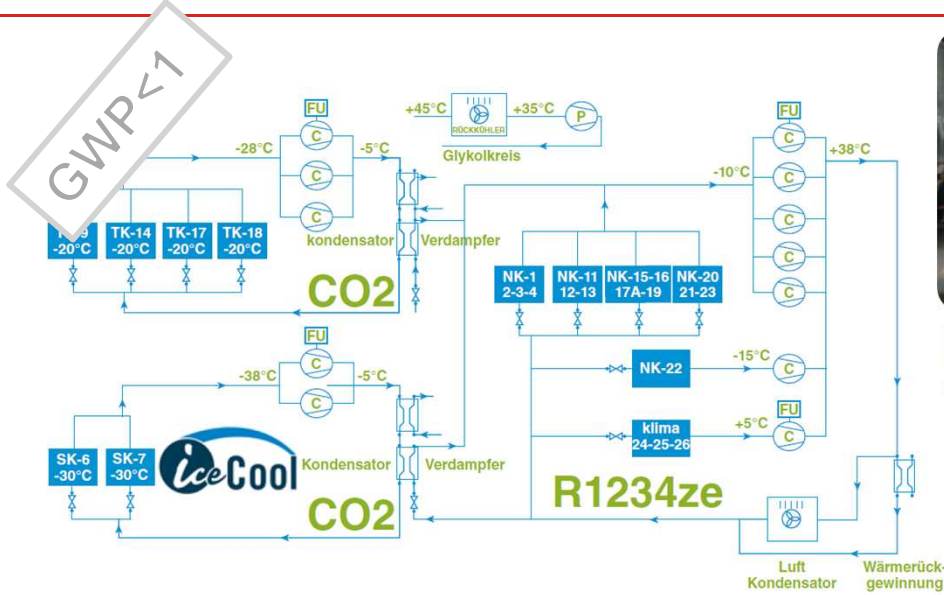 GWP<1
FU
C
C
C
-28°C
-5°C
+45°C
RÜCKKÜHLER
+35°C
P
Glykolkreis
FU
C
C
C
C
C
-10°C
+38°C
-20°C
TK-14
-20°C
TK-17
-20°C
TK-18
-20°C
kondensator
Verdampfer
CO2
NK-1
2-3-4
NK-11
12-13
NK-15-16
17A-19
NK-20
21-23
FU
C
C
-38°C
-5°C
NK-22
-15°C
C
klima
24-25-26
+5°C
FU
C
SK-6
-30°C
SK-7
-30°C
iceCool
Kondensator
Verdampfer
CO2
R1234ze
Luft
Kondensator
Wärmerück-
gewinnung